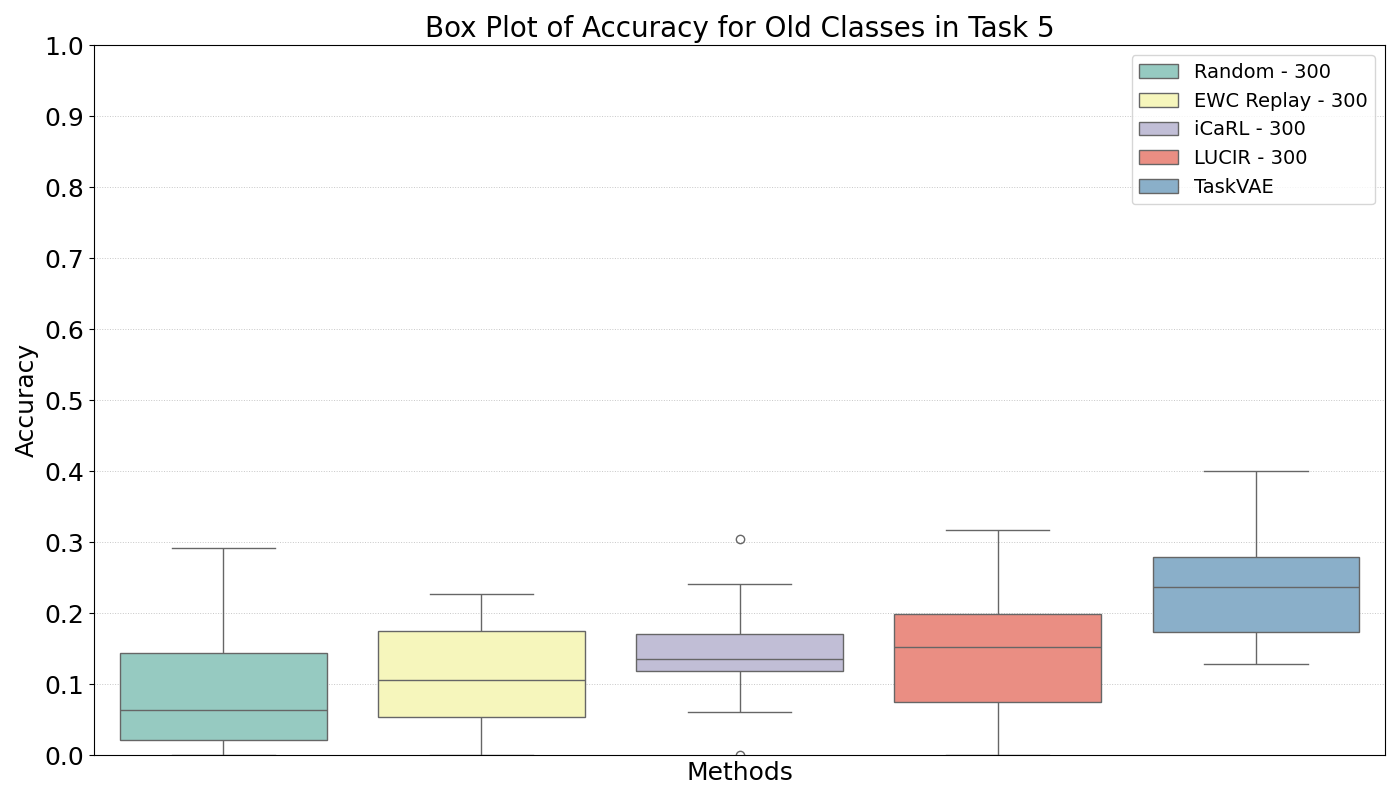 Box Plot of Accuracy for Old Classes in Task 5
1.0
0.9
0.8
0.7
0.6
0.5
0.4
0.3
0.2
0.1
0.0
Accuracy
Methods
Random - 300
EWC Replay - 300
iCaRL - 300
LUCIR - 300
TaskVAE